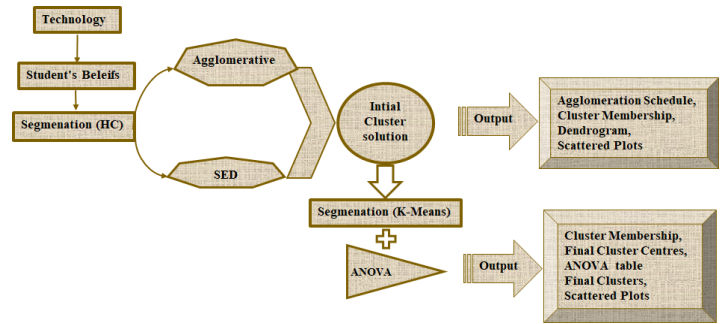 Technology
Student's Beleifs
Segmenation (HC)
Agglomerative
SED
Intial
Cluster
solution
Output
Agglomeration Schedule,
Cluster Membership,
Dendrogram,
Scattered Plots
Segmenation (K-Means)
ANOVA
Output
Cluster Membership,
Final Cluster Centres,
ANOVA table
Final Clusters,
Scattered Plots